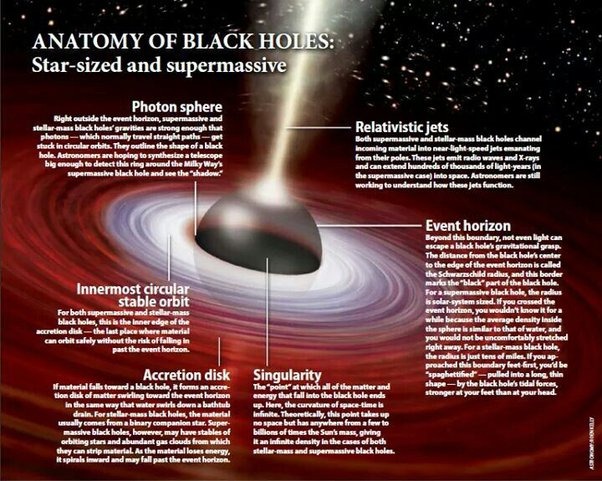 ANATOMY OF BLACK HOLES:
Star-sized and supermassive
Photon sphere
Right outside the event horizon, supermassive and
stellar-mass black holes' gravities are strong enough that
photons — which normally travel straight paths — get
stuck in circular orbits. They outline the shape of a black
hole. Astronomers are hoping to synthesize a telescope
big enough to detect this ring around the Milky Way's
supermassive black hole and see the "shadow."
Relativistic jets
Both supermassive and stellar-mass black holes channel
incoming material into near-light-speed jets emanating
from their poles. These jets emit radio waves and X-rays
and can extend hundreds of thousands of light-years (in
the supermassive case) into space. Astronomers are still
working to understand how these jets function.
Event horizon
Beyond this boundary, not even light can
escape a black hole's gravitational grasp.
The distance from the black hole's center
to the edge of the event horizon is called
the Schwarzschild radius, and this border
marks the "black" part of the black hole.
For a supermassive black hole, the radius
is solar-system sized. If you crossed the
event horizon, you wouldn't know it for a
while because the average density inside
the sphere is similar to that of water, and
you would not be uncomfortably stretched
right away. For a stellar-mass black hole,
the radius is just tens of miles. If you ap-
proached this boundary feet-first, you'd be
"spaghettified" — pulled into a long, thin
shape — by the black hole's tidal forces,
stronger at your feet than at your head.
Innermost circular
stable orbit
For both supermassive and stellar-mass
black holes, this is the inner edge of the
accretion disk — the last place where material
can orbit safely without the risk of falling in
past the event horizon.
Accretion disk
If material falls toward a black hole, it forms an accre-
tion disk of matter swirling toward the event horizon
in the same way that water swirls down a bathtub
drain. For stellar-mass black holes, the material
usually comes from a binary companion star. Super-
massive black holes, however, may have stables of
orbiting stars and abundant gas clouds from which
they can strip material. As the material loses energy,
it spirals inward and may fall past the event horizon.
Singularity
The "point" at which all of the matter and
energy that fall into the black hole ends
up. Here, the curvature of space-time is
infinite. Theoretically, this point takes up
no space but has anywhere from a few to
billions of times the Sun's mass, giving
it an infinite density in the cases of both
stellar-mass and supermassive black holes.
ASTRONOMY: ROEN KELLY